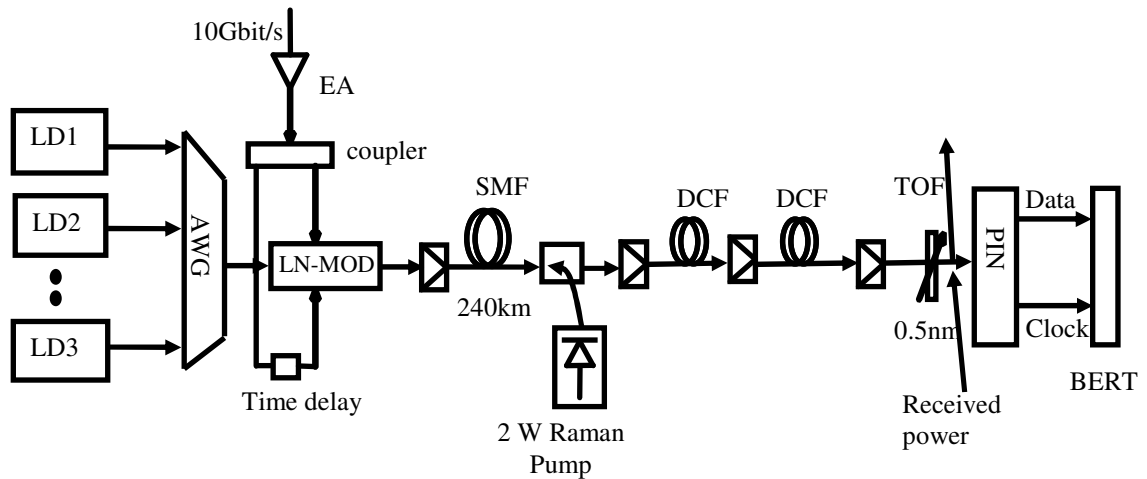 10Gbit/s
EA
LD1
coupler
LD2
AWG
LN-MOD
LD3
Time delay
SMF
240km
2 W Raman
Pump
DCF
DCF
TOF
0.5nm
PIN
Data
Clock
BERT
Received
power